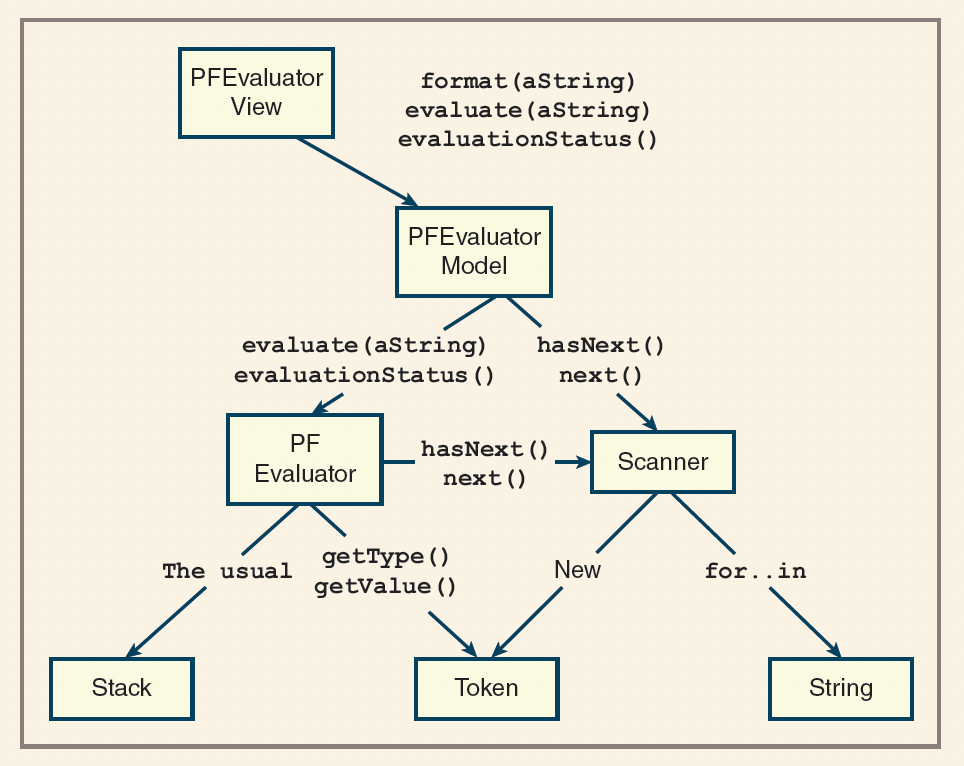 PFEvaluator
View
format(aString)
evaluate(aString)
evaluationStatus()
PFEvaluator
Model
evaluate(aString)
evaluationStatus()
hasNext()
next()
PF
Evaluator
hasNext()
next()
Scanner
The usual
getType()
getValue()
New
for..in
Stack
Token
String